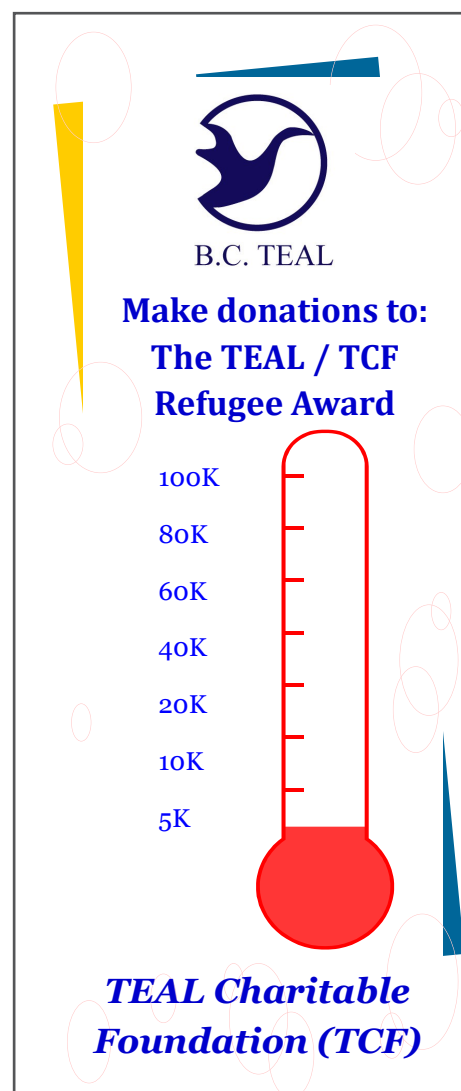 B.C. TEAL
Make donations to:
The TEAL / TCF
Refugee Award
100K
80K
60K
40K
20K
10K
5K
TEAL Charitable
Foundation (TCF)